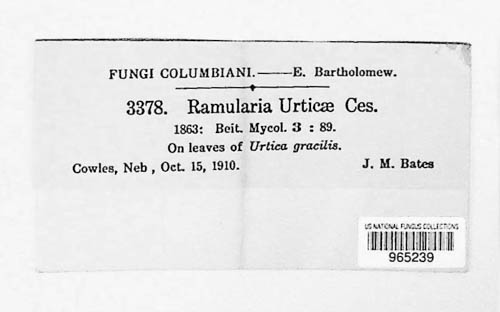 FUNGI COLUMBIANI.——E. Bartholomew.
3378. Ramularia Urticæ Ces.
1863: Beit. Mycol. 3 : 89.
On leaves of Urtica gracilis.
Cowles, Neb , Oct. 15, 1910. J. M. Bates
US NATIONAL FUNGUS COLLECTIONS
965239